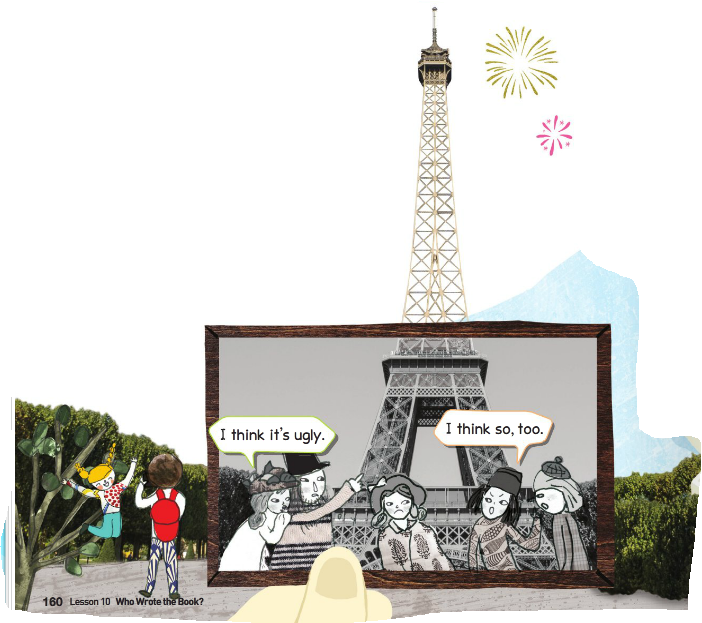 I think it's ugly.
I think so, too.
160 Lesson 10 Who Wrote the Book?